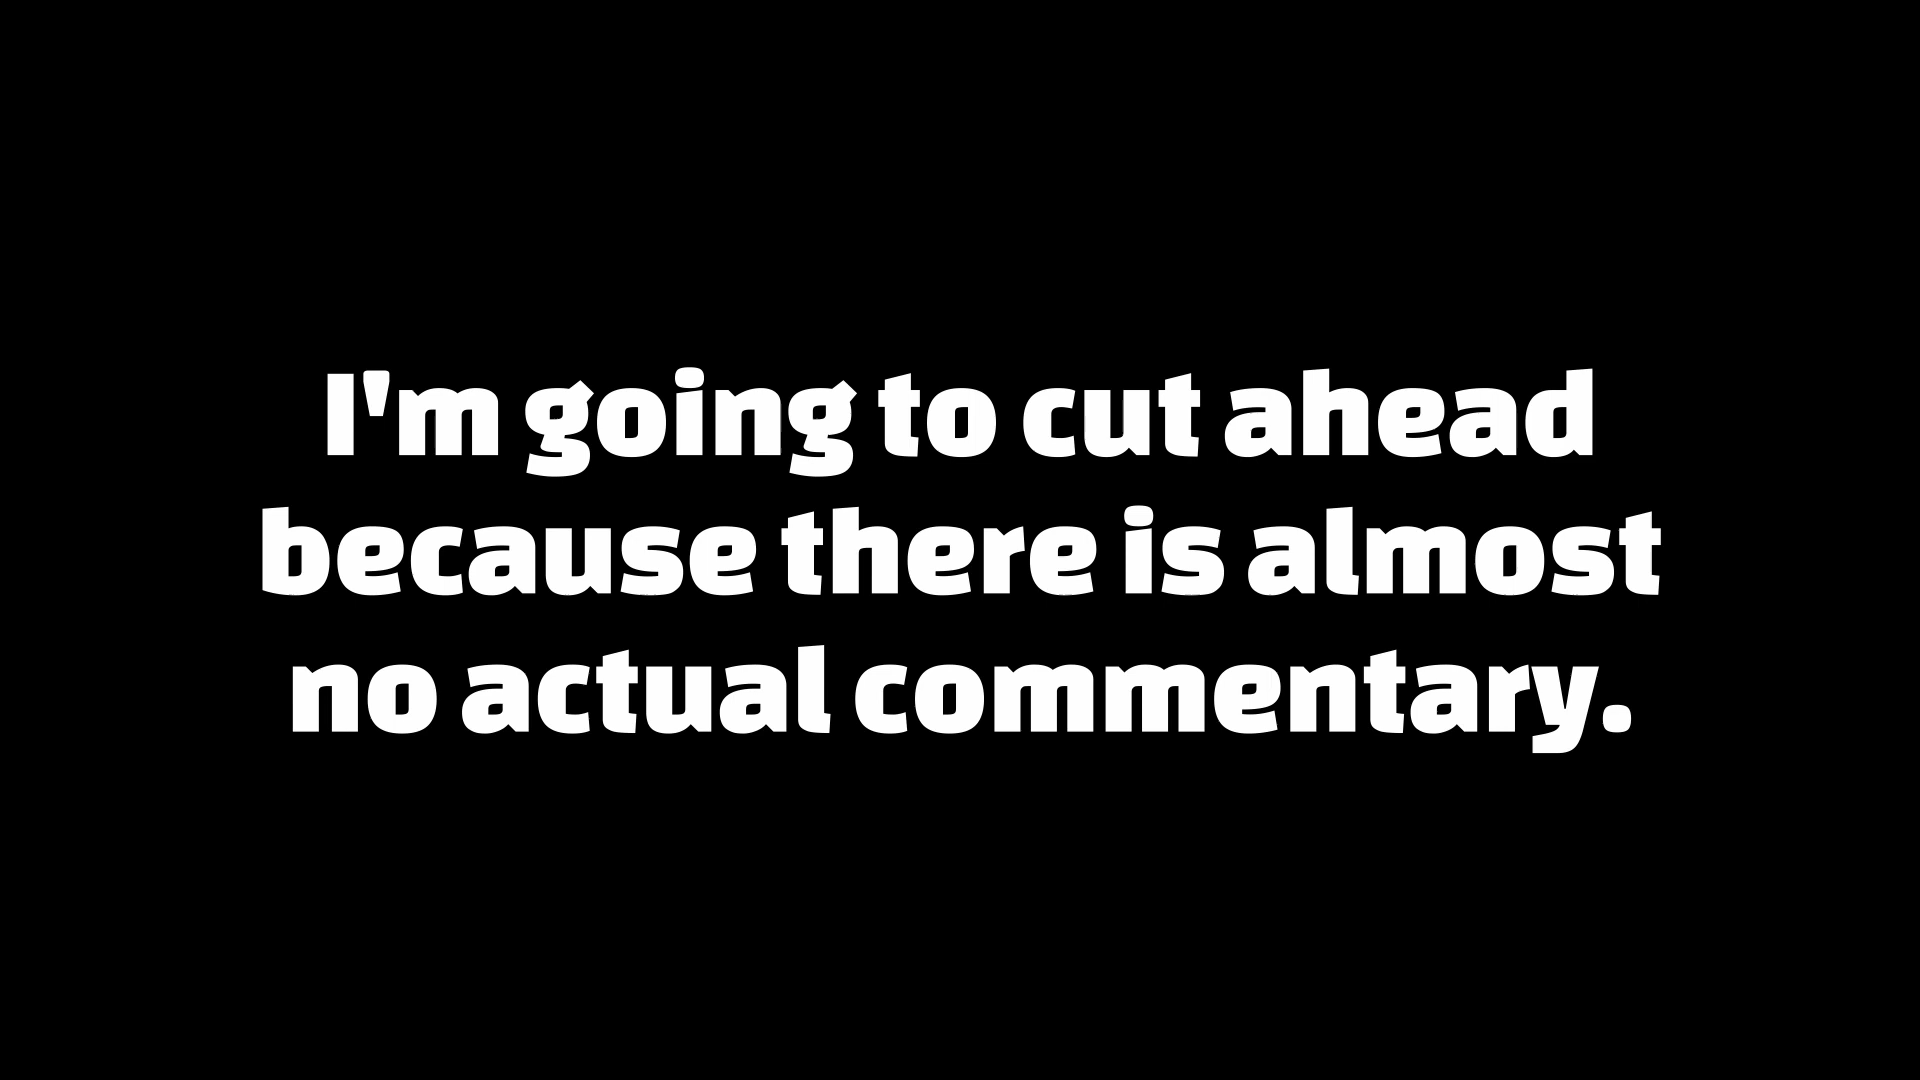 I'm going to cut ahead
because there is almost
no actual commentary.